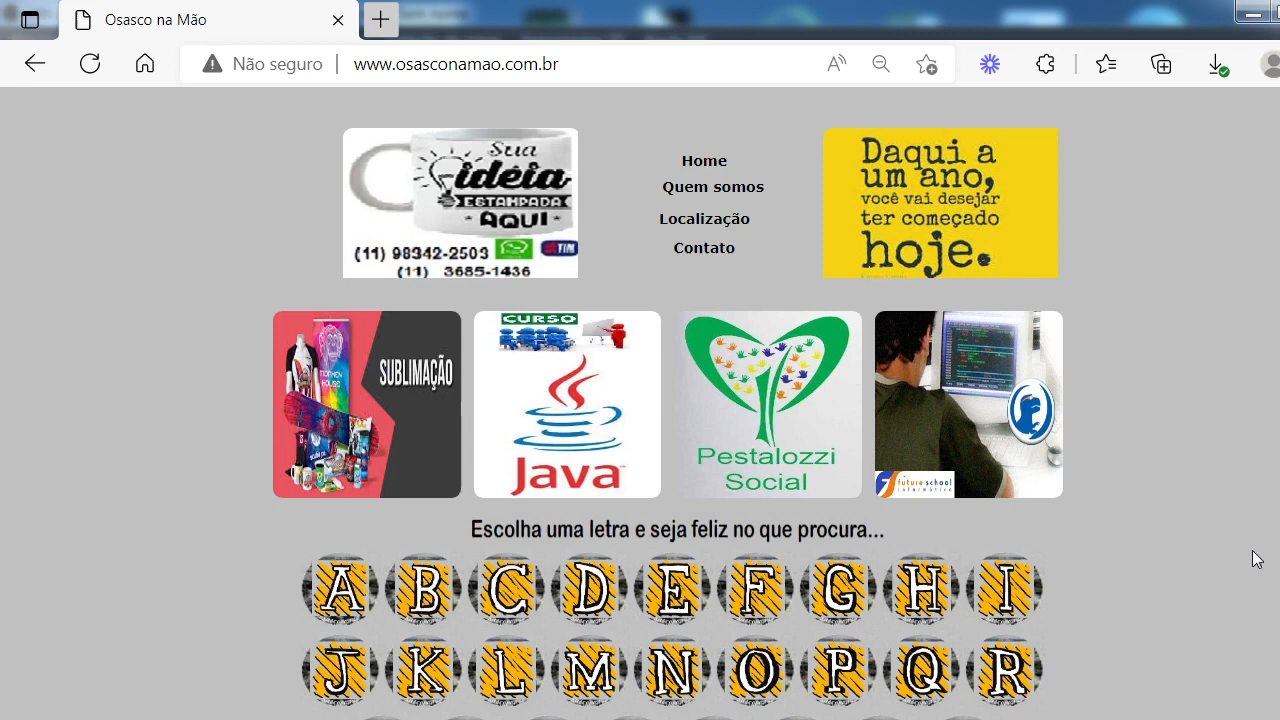 Osasco na Mão
Não seguro
www.osasconamao.com.br
Sua
idéia
ESTAMPADA
AQUI
(11) 98342-2503 TIM
(11) 3685-1436
Home
Quem somos
Localização
Contato
Daqui a
um ano,
você vai desejar
ter começado
hoje.
SUBLIMAÇÃO
CURSO
Java
Pestalozzi
Social
future school
informática
Escolha uma letra e seja feliz no que procura...
A B C D E F G H I
J K L M N O P Q R